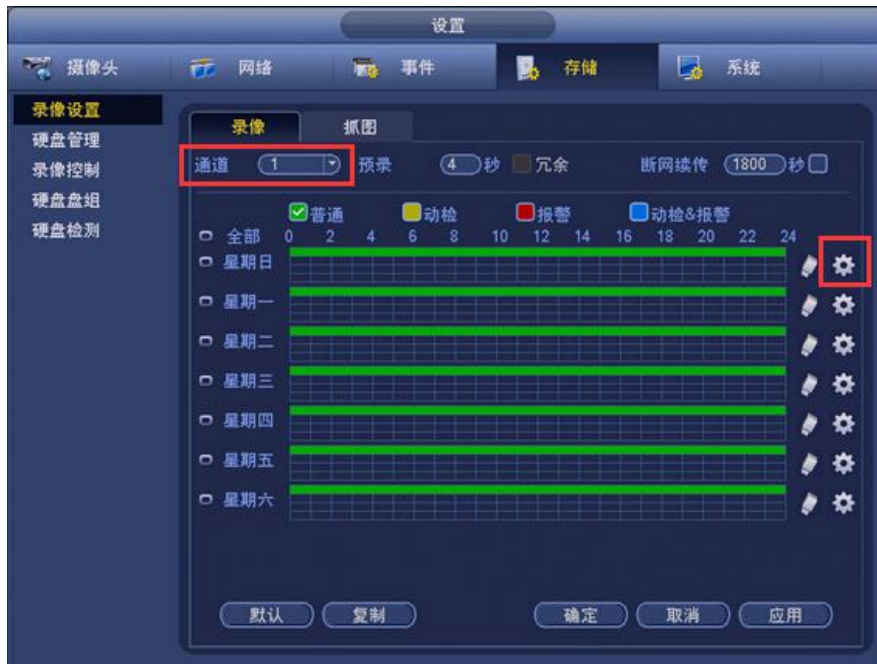 设置
摄像头 网络 事件 存储 系统
录像设置
硬盘管理
录像控制
硬盘盘组
硬盘检测
录像 抓图
通道 1 预录 4 秒 冗余 断网续传 1800 秒
普通 动检 报警 动检&报警
全部 0 2 4 6 8 10 12 14 16 18 20 22 24
星期日
星期一
星期二
星期三
星期四
星期五
星期六
默认 复制 确定 取消 应用